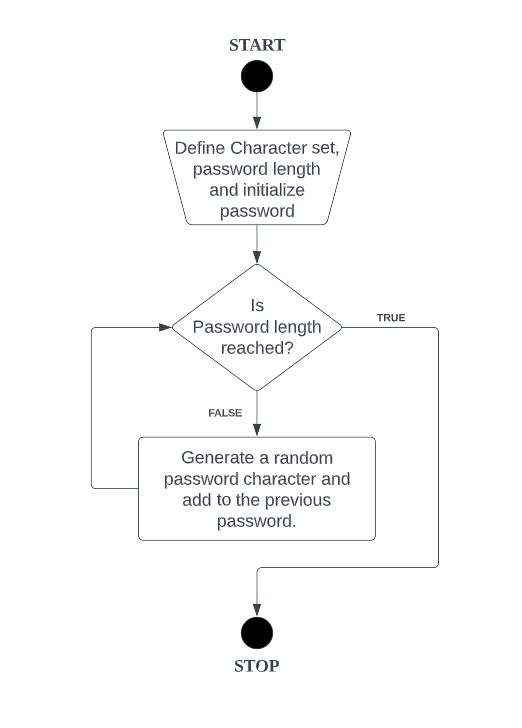 START
Define Character set,
password length
and initialize
password
Is
Password length
reached?
TRUE
FALSE
Generate a random
password character and
add to the previous
password.
STOP